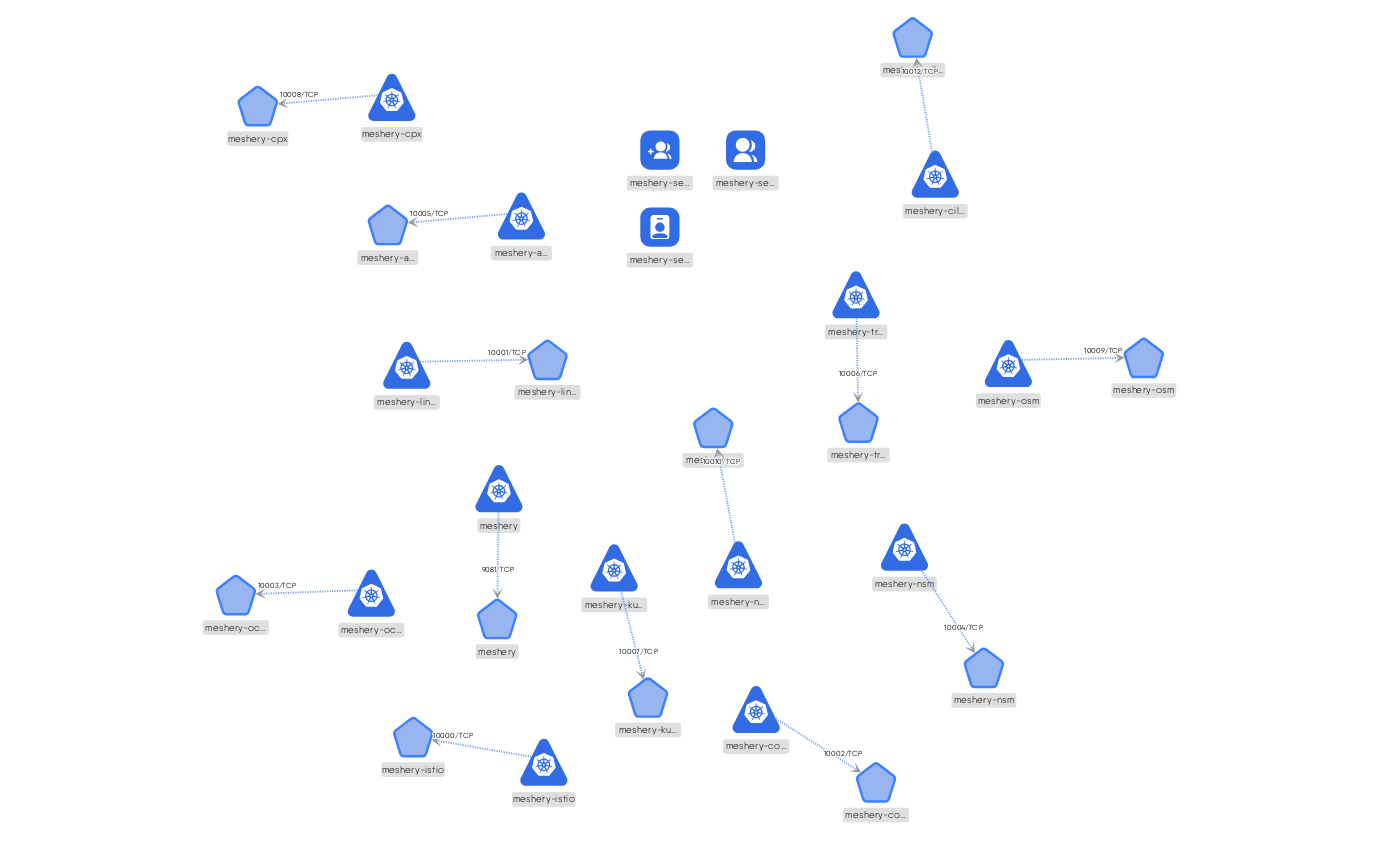 10012/TCP
10008/TCP
meshery-cpx
meshery-cpx
meshery-se...
meshery-se...
meshery-cil...
10005/TCP
meshery-a...
meshery-a...
meshery-se...
meshery-tr...
10001/TCP
10009/TCP
10006/TCP
meshery-lin...
meshery-lin...
meshery-osm
meshery-osm
meshery-tr...
10010/TCP
meshery
9081/TCP
10003/TCP
meshery-ku...
meshery-n...
meshery-nsm
meshery-oc...
meshery-oc...
10004/TCP
meshery
10007/TCP
meshery-nsm
meshery-ku...
10000/TCP
meshery-co...
10002/TCP
meshery-istio
meshery-istio
meshery-co...